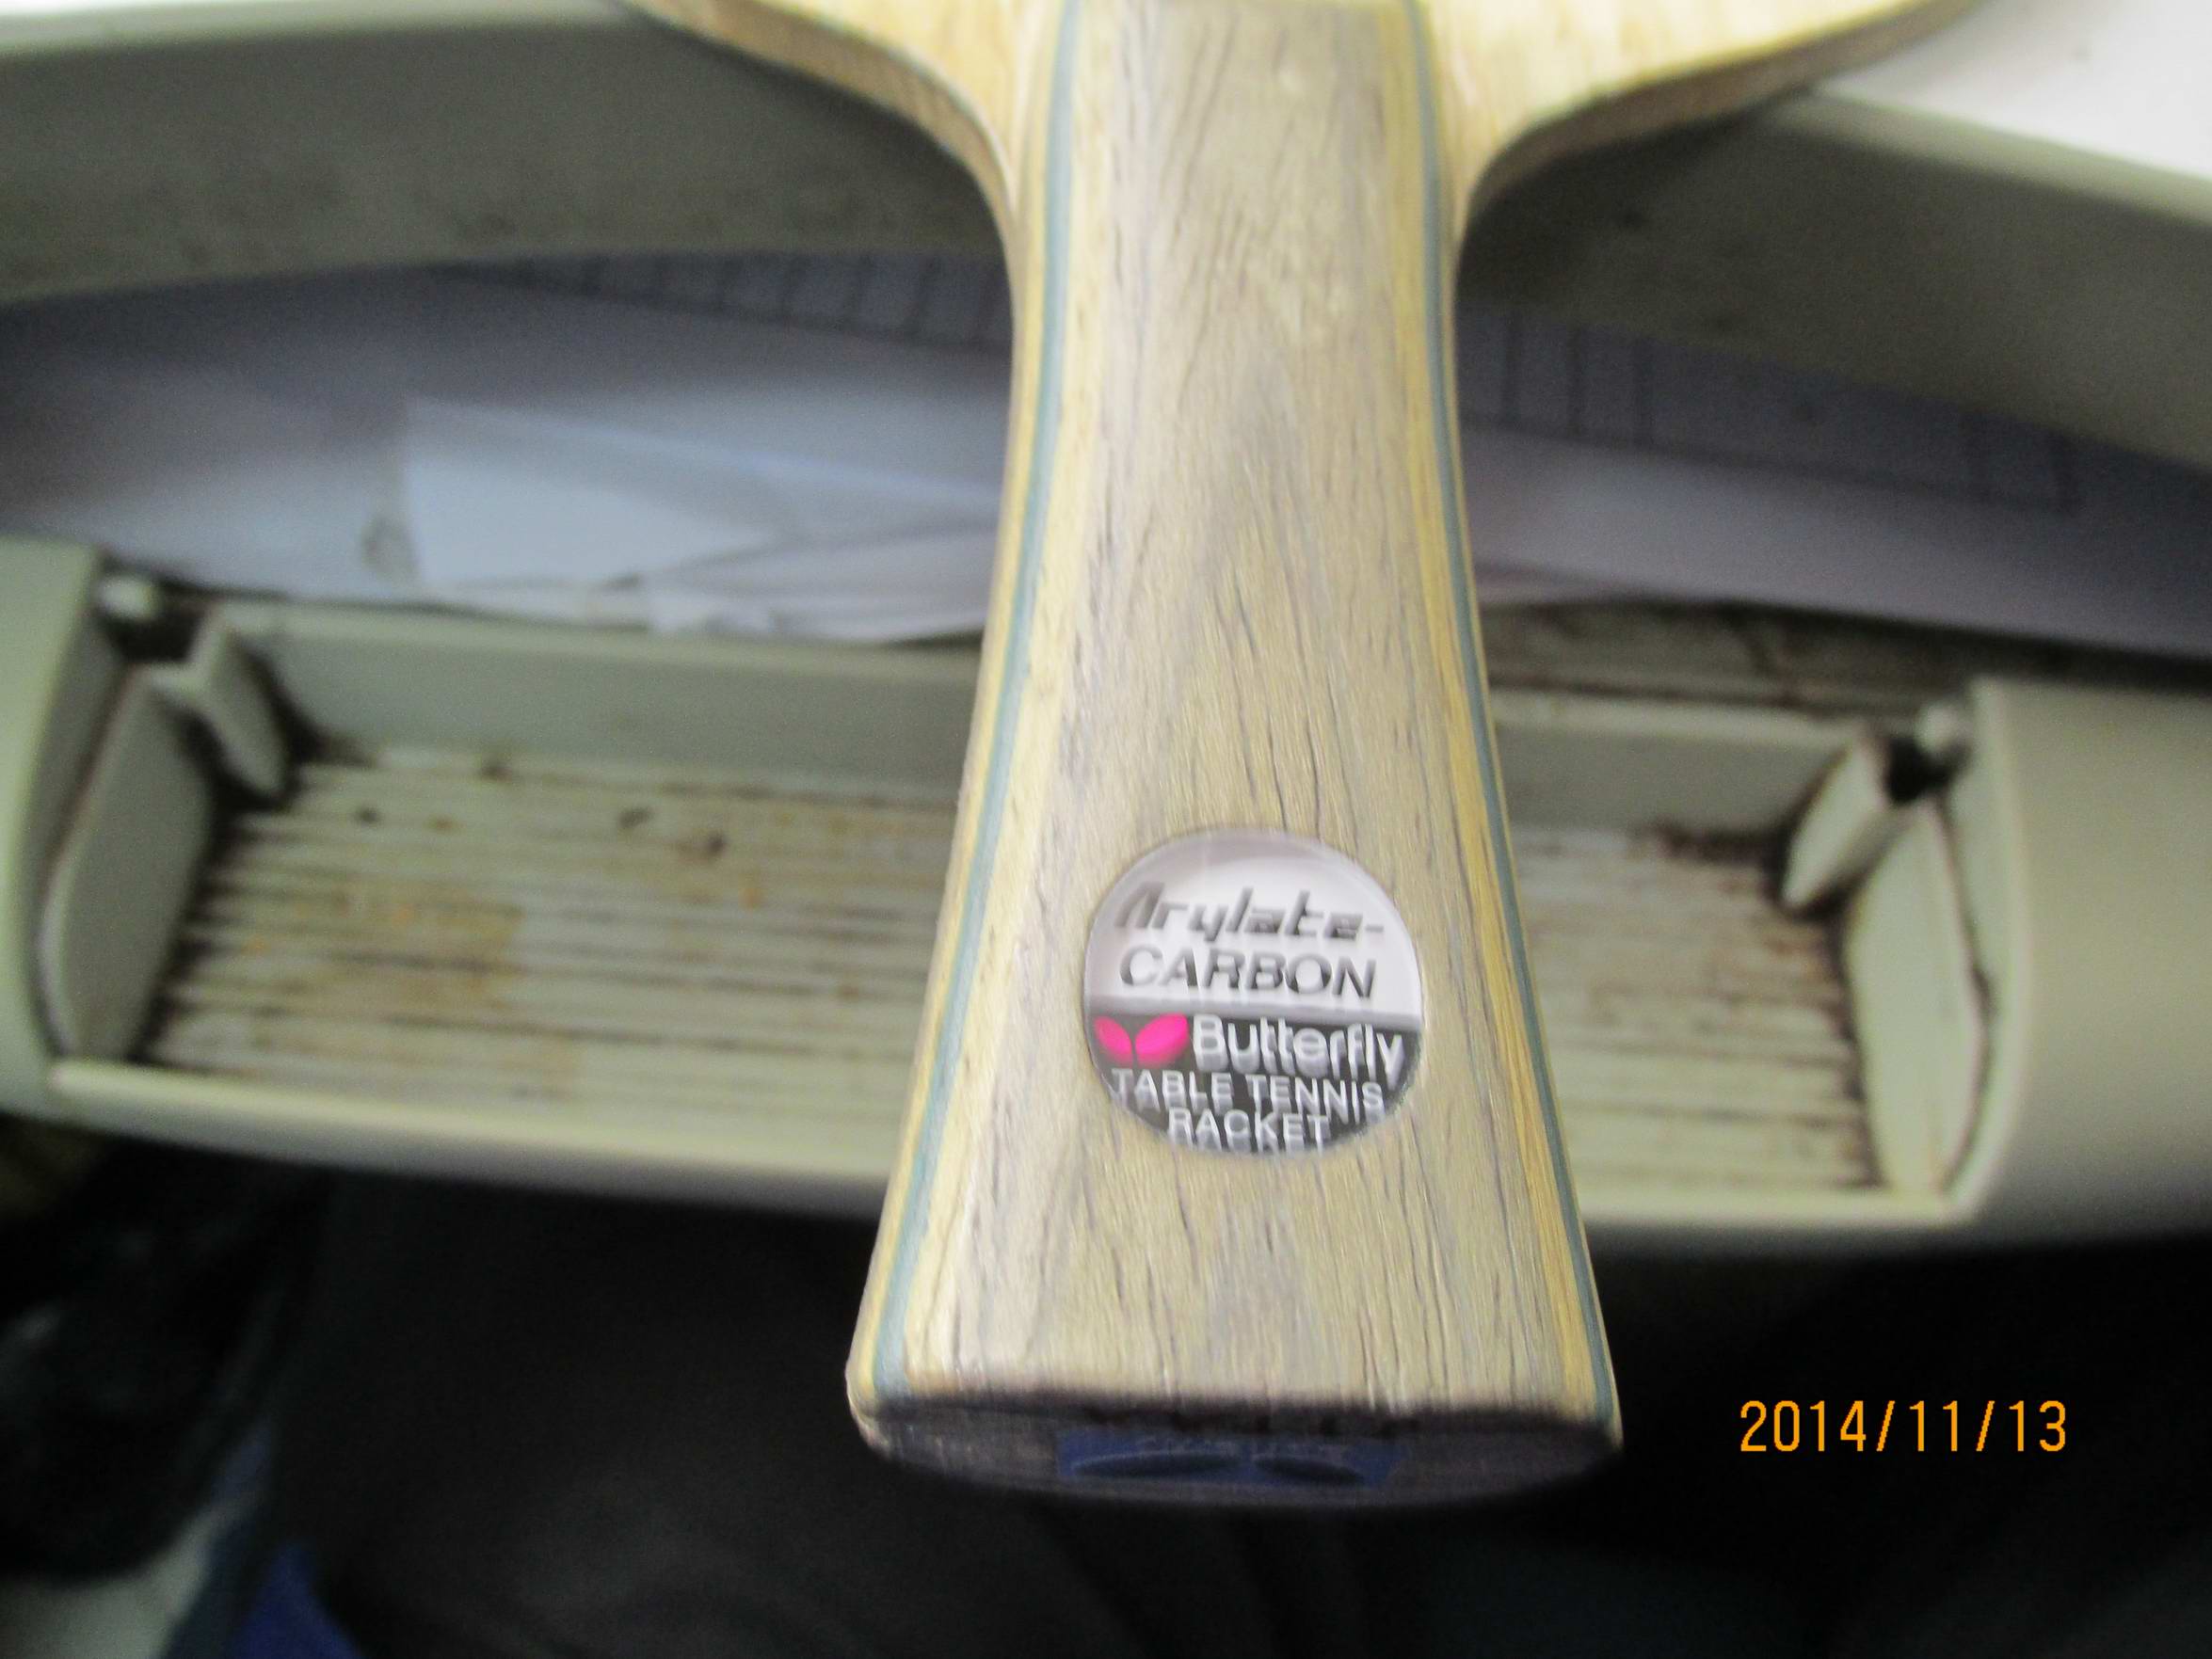 Arylate-
CARBON
Butterfly
TABLE TENNIS
RACKET
2014/11/13